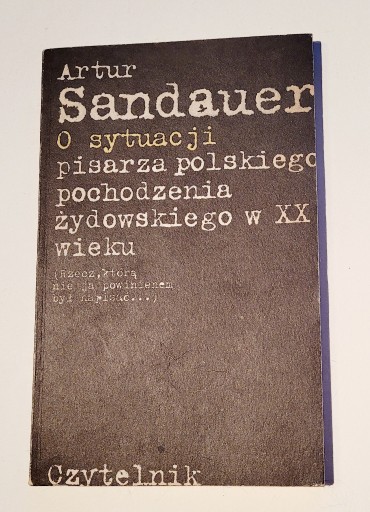 Artur
Sandauer
O sytuacji
pisarza polskiego
pochodzenia
żydowskiego w XX
wieku
(Rzecz, którą
nie ja powinienem
był napisać...)
Czytelnik